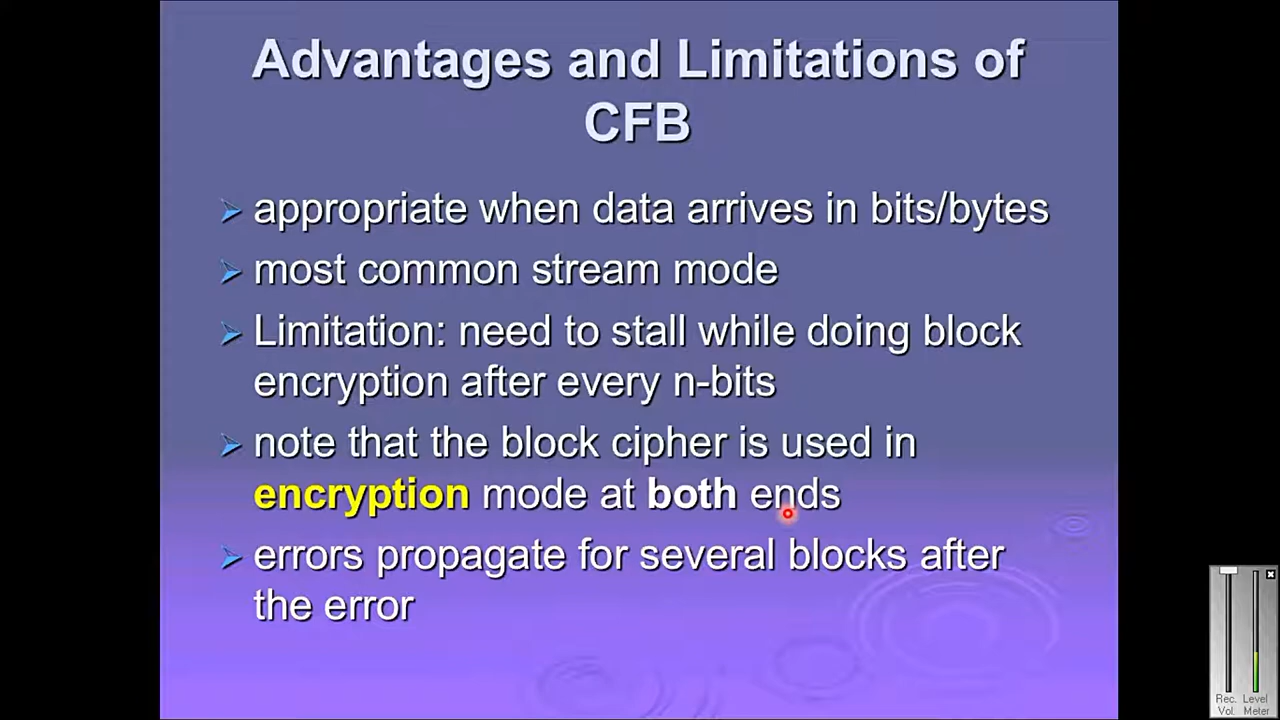 Advantages and Limitations of
CFB
appropriate when data arrives in bits/bytes
most common stream mode
Limitation: need to stall while doing block
encryption after every n-bits
note that the block cipher is used in
encryption mode at both ends
errors propagate for several blocks after
the error
Rec. Level
Vol. Meter